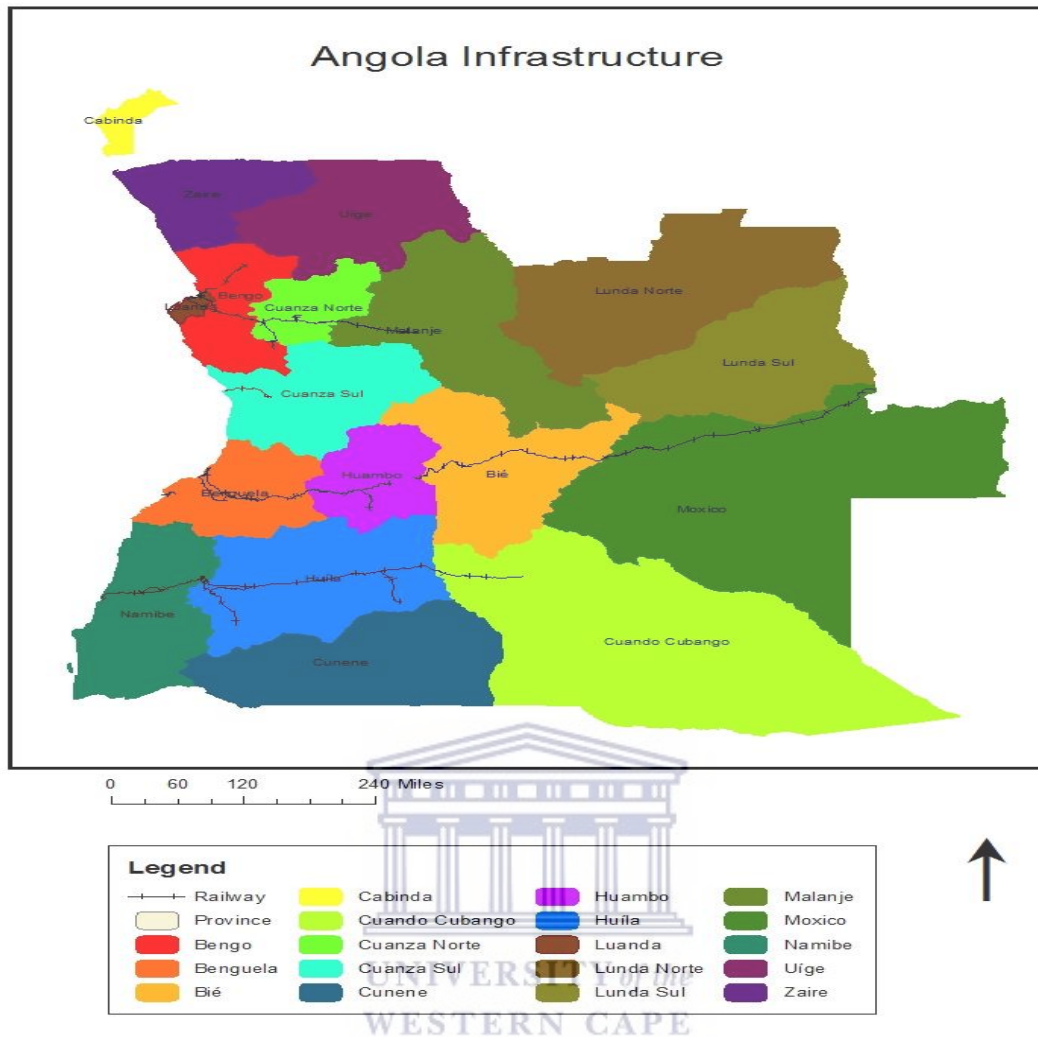 Angola Infrastructure
Cabinda
Zaire
Uíge
Bengo
Luanda
Cuanza Norte
Malanje
Lunda Norte
Lunda Sul
Cuanza Sul
Huambo
Bié
Benguela
Moxico
Huíla
Namibe
Cuando Cubango
Cunene
0 60 120 240 Miles
Legend
Railway
Province
Bengo
Benguela
Bié
Cabinda
Cuando Cubango
Cuanza Norte
Cuanza Sul
Cunene
Huambo
Huíla
Luanda
Lunda Norte
Lunda Sul
Malanje
Moxico
Namibe
Uíge
Zaire
UNIVERSITY of the
WESTERN CAPE